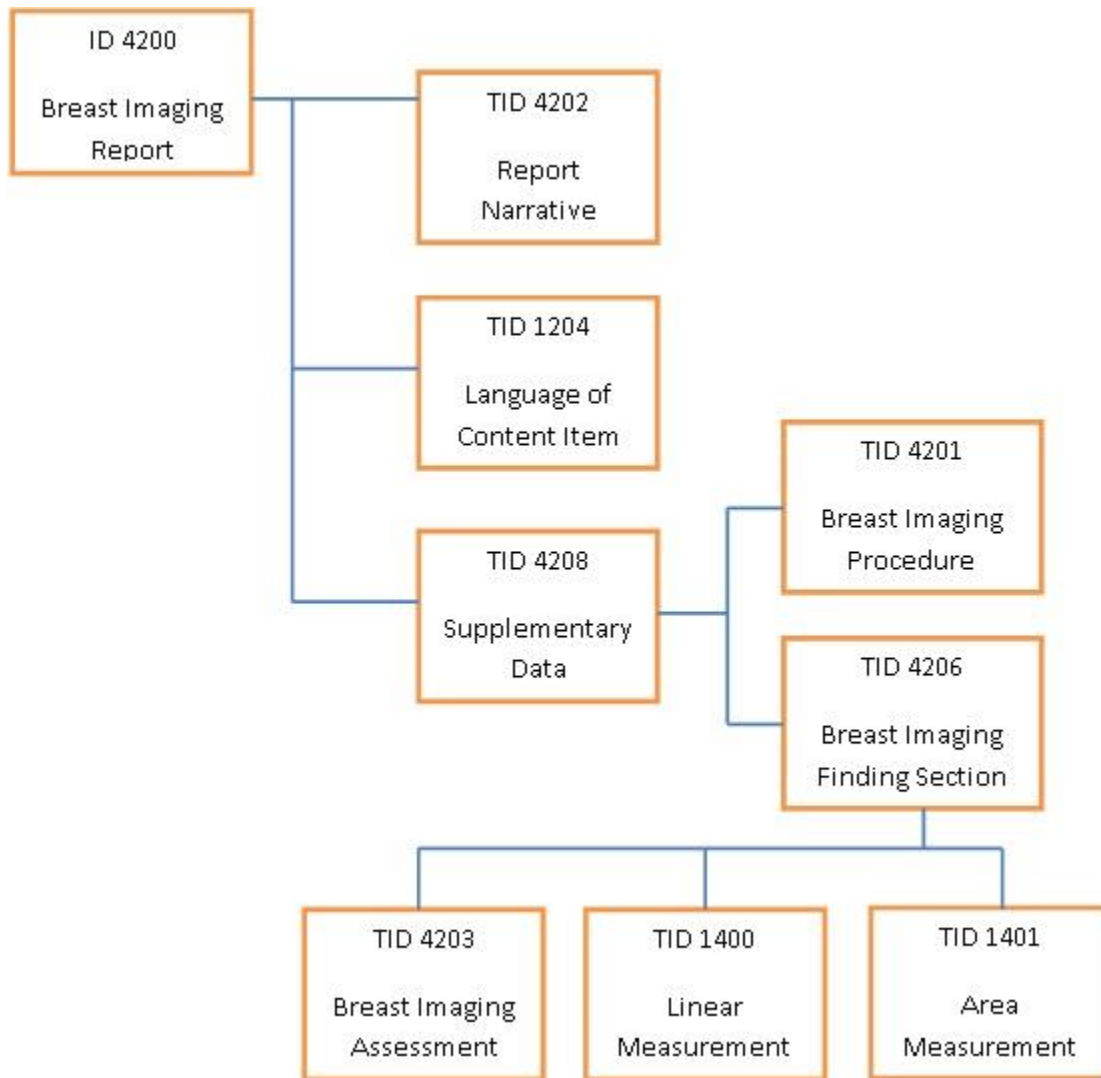 ID 4200
Breast Imaging
Report
TID 4202
Report
Narrative
TID 1204
Language of
Content Item
TID 4208
Supplementary
Data
TID 4201
Breast Imaging
Procedure
TID 4206
Breast Imaging
Finding Section
TID 4203
Breast Imaging
Assessment
TID 1400
Linear
Measurement
TID 1401
Area
Measurement